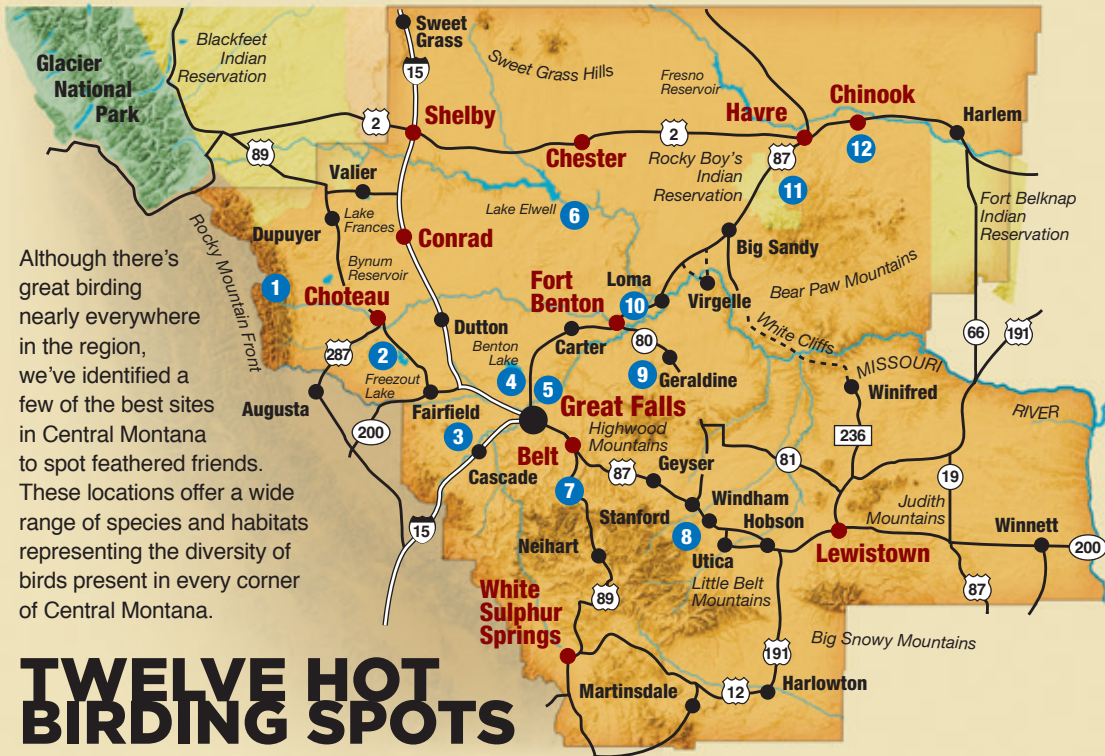 Glacier
National
Park
Blackfeet
Indian
Reservation
Sweet
Grass
15
Sweet Grass Hills
Fresno
Reservoir
Havre
Chinook
Harlem
2
Shelby
2
Chester
12
89
87
Valier
Rocky Boy's
Indian
Reservation
11
Fort Belknap
Indian
Reservation
Lake
Frances
Lake Elwell
6
Dupuyer
Conrad
Big Sandy
Rocky Mountain Front
Bynum
Reservoir
Bear Paw Mountains
1
Choteau
Fort
Benton
Loma
10
Virgelle
White Cliffs
66
191
Dutton
Benton
Lake
Carter
80
287
2
4
5
9
Geraldine
MISSOURI
RIVER
Winifred
Freezout
Lake
Augusta
Fairfield
Great Falls
Highwood
Mountains
200
3
Cascade
Belt
87
Geyser
81
236
19
7
Stanford
Windham
Judith
Mountains
15
8
Hobson
Winnett
200
Neihart
Utica
Lewistown
Little Belt
Mountains
87
White
Sulphur
Springs
89
Big Snowy Mountains
191
Martinsdale
12
Harlowton
Although there's
great birding
nearly everywhere
in the region,
we've identified a
few of the best sites
in Central Montana
to spot feathered friends.
These locations offer a wide
range of species and habitats
representing the diversity of
birds present in every corner
of Central Montana.
TWELVE HOT
BIRDING SPOTS